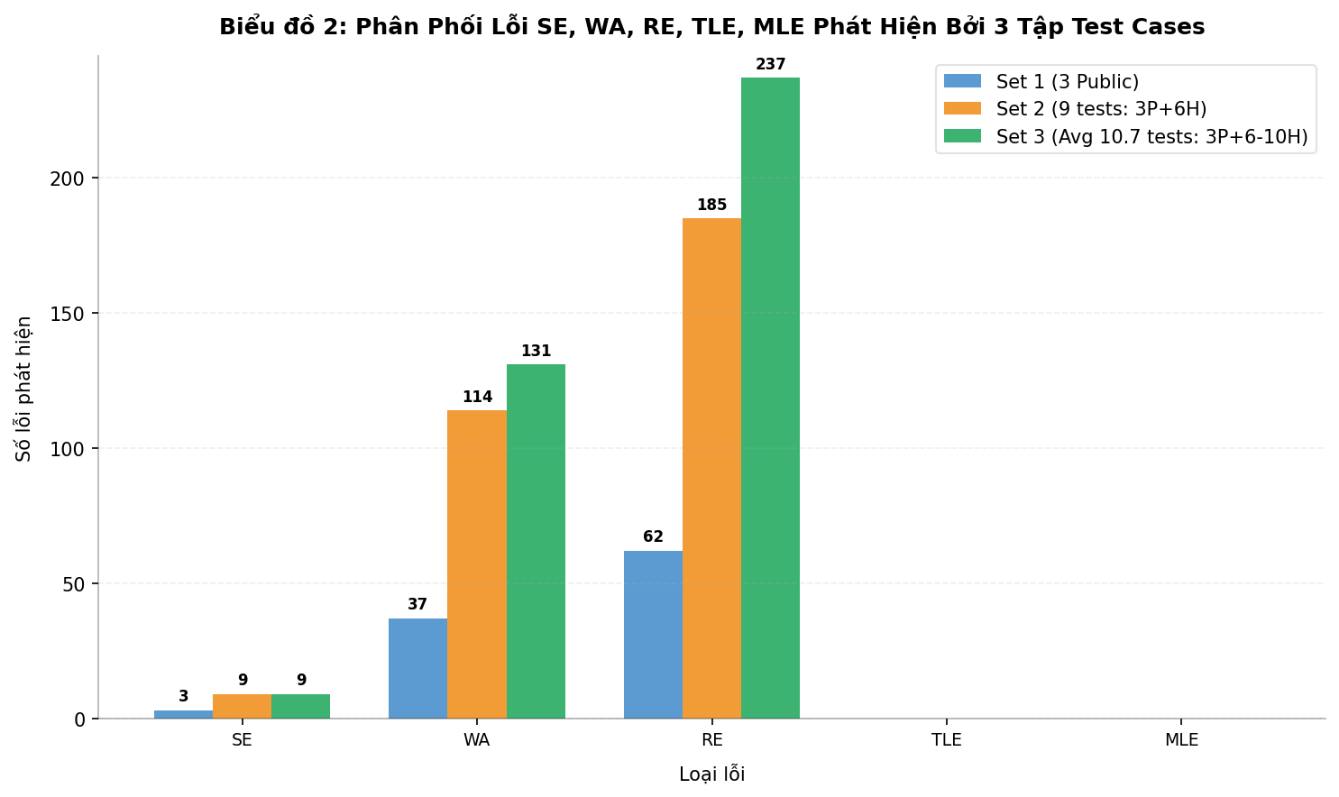 Biểu đồ 2: Phân Phối Lỗi SE, WA, RE, TLE, MLE Phát Hiện Bởi 3 Tập Test Cases
Set 1 (3 Public)
Set 2 (9 tests: 3P+6H)
Set 3 (Avg 10.7 tests: 3P+6-10H)
Số lỗi phát hiện
200
150
100
50
0
3
9
9
37
114
131
62
185
237
SE
WA
RE
TLE
MLE
Loại lỗi